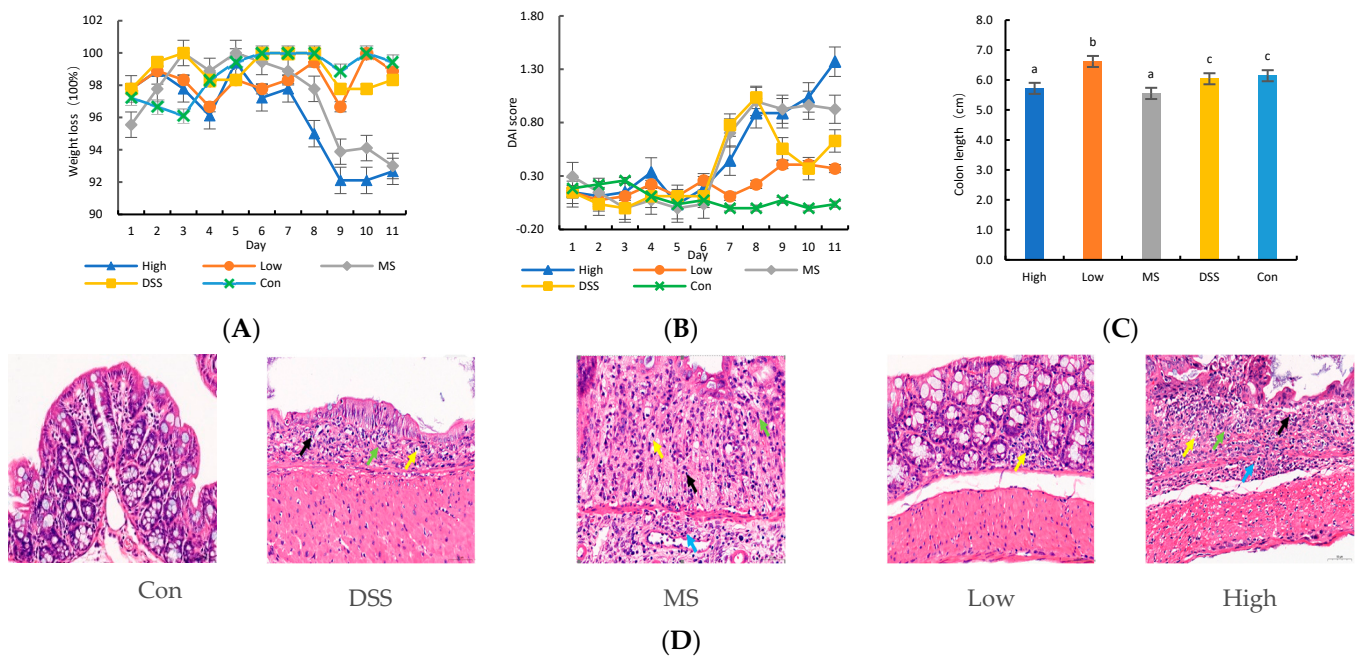 102
100
98
96
94
92
90
Weight loss (100%)
1 2 3 4 5 6 7 8 9 10 11
Day
High Low MS
DSS Con
(A)
1.80
1.30
0.80
0.30
-0.20
DAI score
1 2 3 4 5 6 7 8 9 10 11
Day
High Low MS
DSS Con
(B)
8.0
7.0
6.0
5.0
4.0
3.0
2.0
1.0
0.0
Colon length (cm)
a b a c c
High Low MS DSS Con
(C)
Con DSS MS Low High
(D)